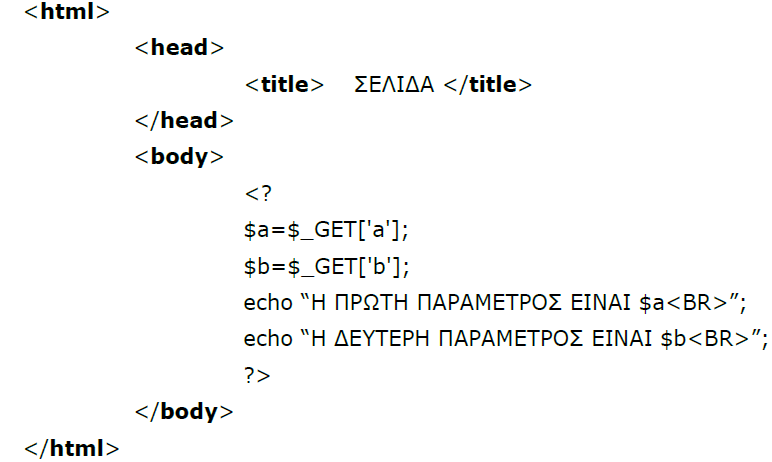 <html>
<head>
<title> ΣΕΛΙΔΑ </title>
</head>
<body>
<?
$a=$_GET['a'];
$b=$_GET['b'];
echo “Η ΠΡΩΤΗ ΠΑΡΑΜΕΤΡΟΣ ΕΙΝΑΙ $a<BR>”;
echo “Η ΔΕΥΤΕΡΗ ΠΑΡΑΜΕΤΡΟΣ ΕΙΝΑΙ $b<BR>”;
?>
</body>
</html>